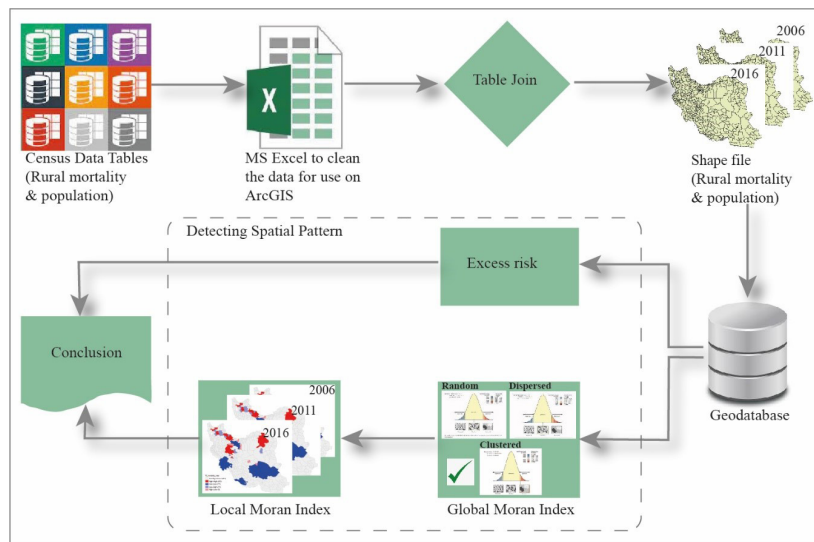 2006
2011
2016
X
Table Join
Census Data Tables
(Rural mortality
& population)
MS Excel to clean
the data for use on
ArcGIS
Shape file
(Rural mortality
& population)
Detecting Spatial Pattern
Excess risk
Conclusion
Geodatabase
2006
2011
2016
Local Moran Index
Random
Dispersed
Clustered
Global Moran Index